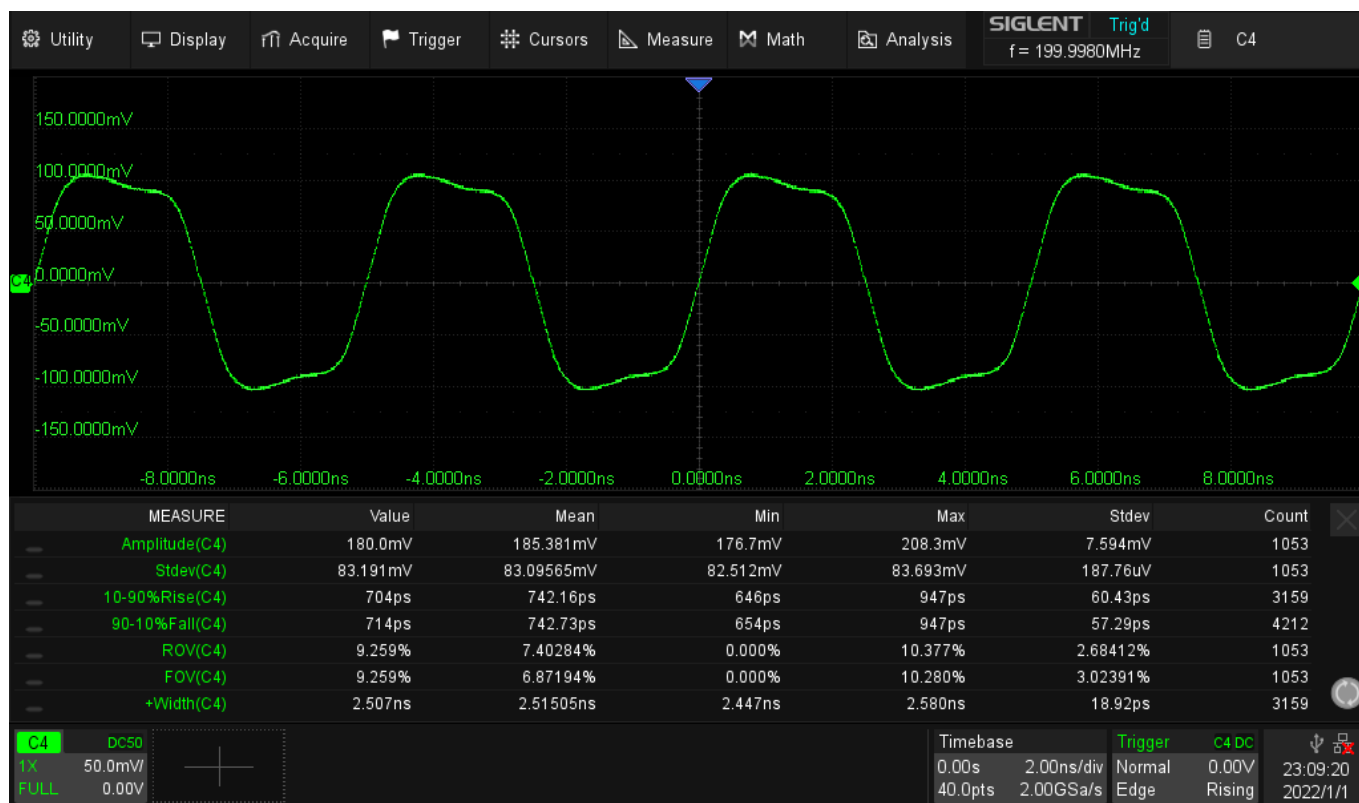 Utility Display Acquire Trigger Cursors Measure Math Analysis SIGLENT Trig'd C4
f = 199.9980MHz
150.0000mV
100.0000mV
50.0000mV
C4 0.0000mV
-50.0000mV
-100.0000mV
-150.0000mV
-8.0000ns -6.0000ns -4.0000ns -2.0000ns 0.0000ns 2.0000ns 4.0000ns 6.0000ns 8.0000ns
MEASURE Value Mean Min Max Stdev Count
Amplitude(C4) 180.0mV 185.381mV 176.7mV 208.3mV 7.594mV 1053
Stdev(C4) 83.191mV 83.09565mV 82.512mV 83.693mV 187.76uV 1053
10-90%Rise(C4) 704ps 742.16ps 646ps 947ps 60.43ps 3159
90-10%Fall(C4) 714ps 742.73ps 654ps 947ps 57.29ps 4212
ROV(C4) 9.259% 7.40284% 0.000% 10.377% 2.68412% 1053
FOV(C4) 9.259% 6.87194% 0.000% 10.280% 3.02391% 1053
+Width(C4) 2.507ns 2.51505ns 2.447ns 2.580ns 18.92ps 3159
C4 DC50 Timebase Trigger C4 DC
1X 50.0mV/ 0.00s 2.00ns/div Normal 0.00V 23:09:20
FULL 0.00V 40.0pts 2.00GSa/s Edge Rising 2022/1/1